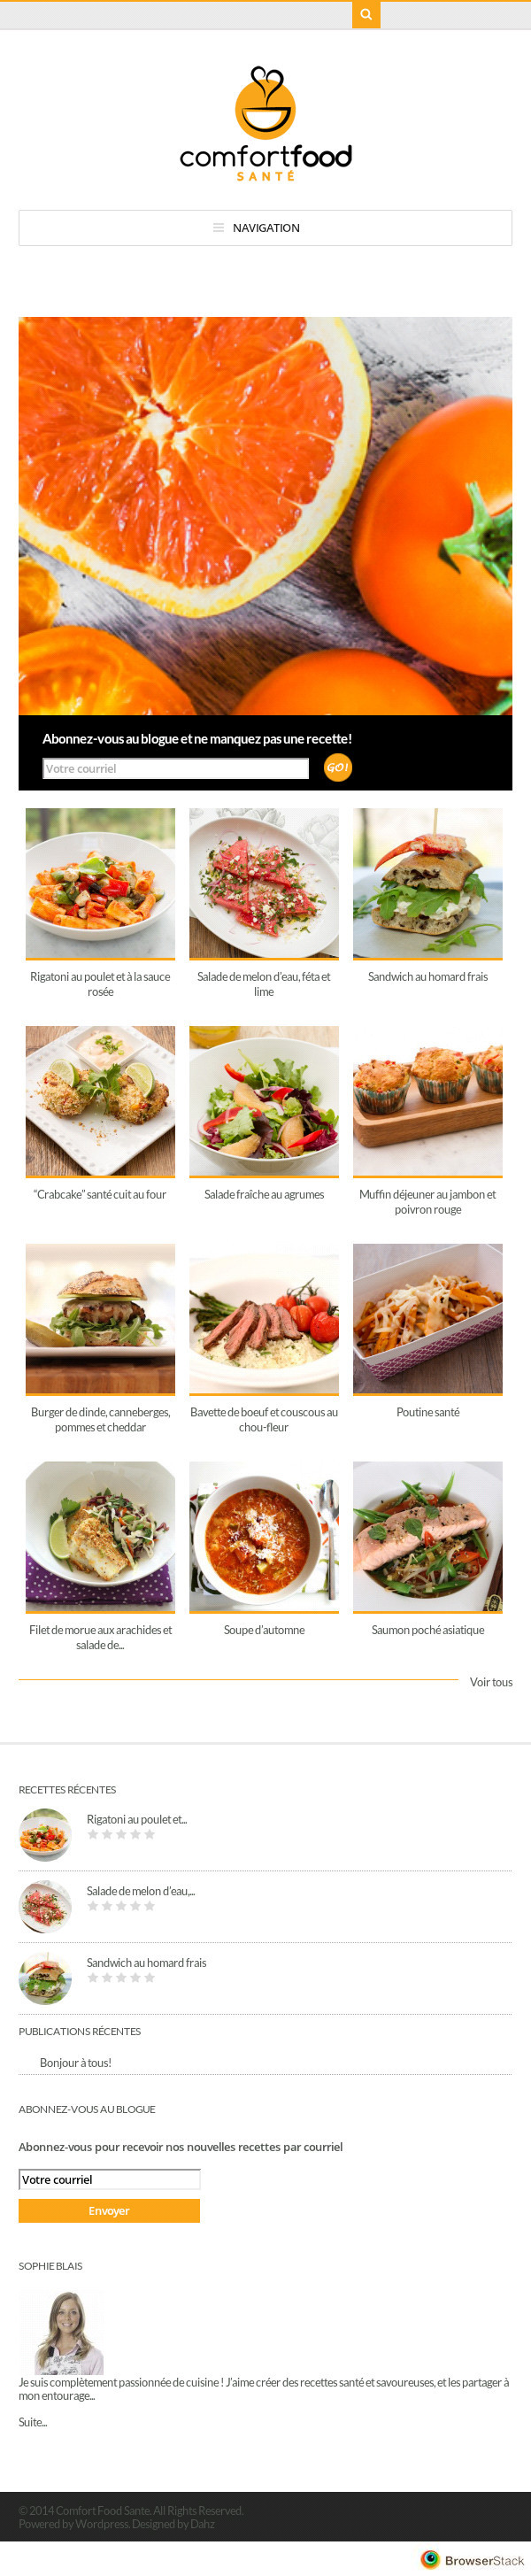 comfortfood
SANTÉ
NAVIGATION
Abonnez-vous au blogue et ne manquez pas une recette!
Votre courriel
GO!
Rigatoni au poulet et à la sauce
rosée
Salade de melon d'eau, féta et
lime
Sandwich au homard frais
"Crabcake" santé cuit au four
Salade fraîche au agrumes
Muffin déjeuner au jambon et
poivron rouge
Burger de dinde, canneberges,
pommes et cheddar
Bavette de boeuf et couscous au
chou-fleur
Poutine santé
Filet de morue aux arachides et
salade de...
Soupe d'automne
Saumon poché asiatique
Voir tous
RECETTES RÉCENTES
Rigatoni au poulet et...
Salade de melon d'eau,...
Sandwich au homard frais
PUBLICATIONS RÉCENTES
Bonjour à tous!
ABONNEZ-VOUS AU BLOGUE
Abonnez-vous pour recevoir nos nouvelles recettes par courriel
Votre courriel
Envoyer
SOPHIE BLAIS
Je suis complètement passionnée de cuisine ! J'aime créer des recettes santé et savoureuses, et les partager à
mon entourage...
Suite...
© 2014 Comfort Food Sante. All Rights Reserved.
Powered by Wordpress. Designed by Dahz
BrowserStack